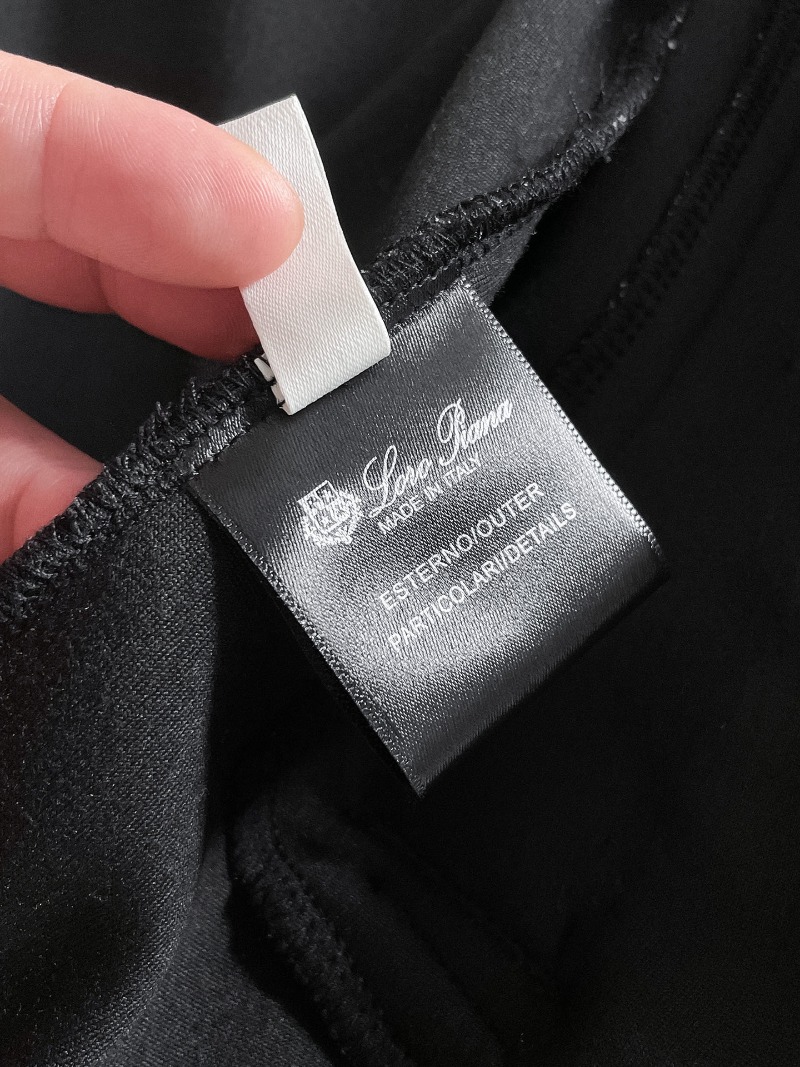 Loro Piana
MADE IN ITALY
ESTERNO/OUTER
PARTICOLARI/DETAILS